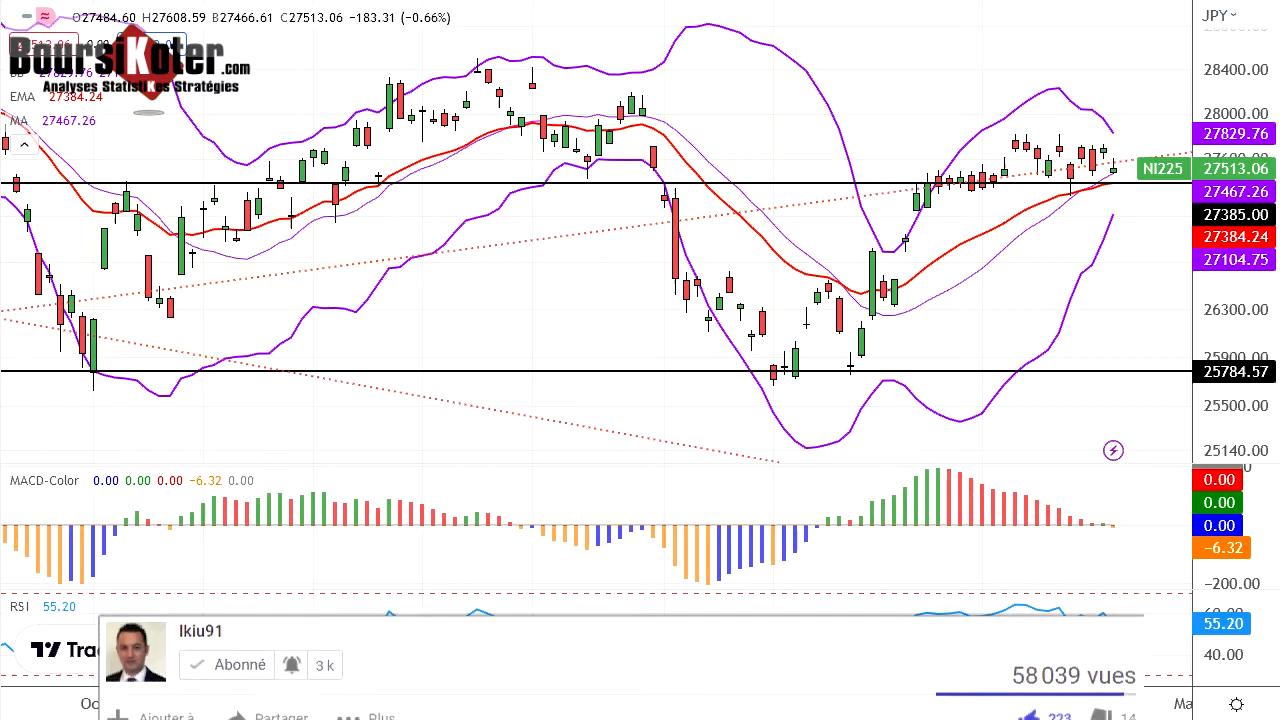 O27484.60 H27608.59 B27466.61 C27513.06 -183.31 (-0.66%)
JPY
BoursiKoter.com
Analyses StatistiKes Stratégies
EMA 27384.24
MA 27467.26
28400.00
28000.00
27829.76
NI225 27513.06
27467.26
27385.00
27384.24
27104.75
26300.00
25900.00
25784.57
25500.00
25140.00
MACD-Color 0.00 0.00 0.00 -6.32 0.00
0.00
0.00
0.00
-6.32
-200.00
RSI 55.20
55.20
40.00
Ikiu91
Abonné 3 k
58 039 vues
Ajouter à Partager Plus
223 14